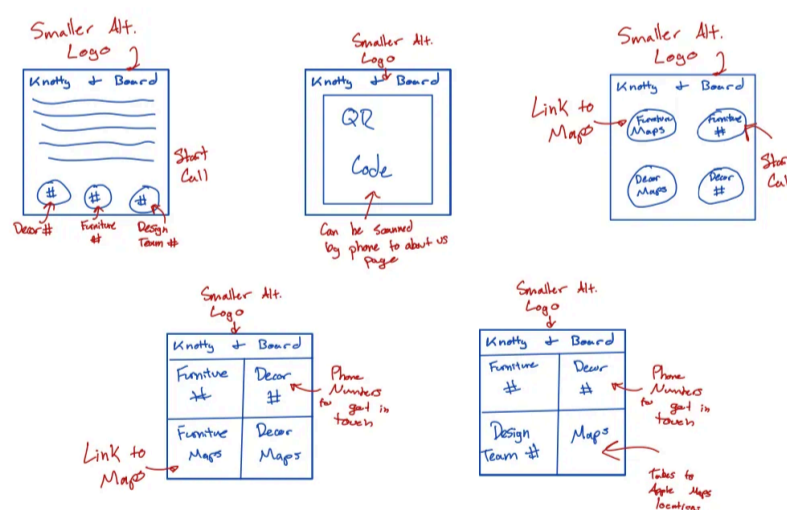 Smaller Alt.
Logo
Knotty & Board
Start
Call
#
#
#
Decor #
Furniture
#
Design
Team #
Smaller Alt.
Logo
Knotty & Board
QR
Code
Can be scanned
by phone to about us
page
Smaller Alt.
Logo
Knotty & Board
Link to
Maps
Furniture
Maps
Furniture
#
Start
Call
Decor
Maps
Decor
#
Smaller Alt.
Logo
Knotty & Board
Furniture
#
Decor
#
Phone
Numbers
to get in
touch
Furniture
Maps
Decor
Maps
Link to
Maps
Smaller Alt.
Logo
Knotty & Board
Furniture
#
Decor
#
Phone
Numbers
to get in
touch
Design
Team #
Maps
Takes to
Apple Maps
locations